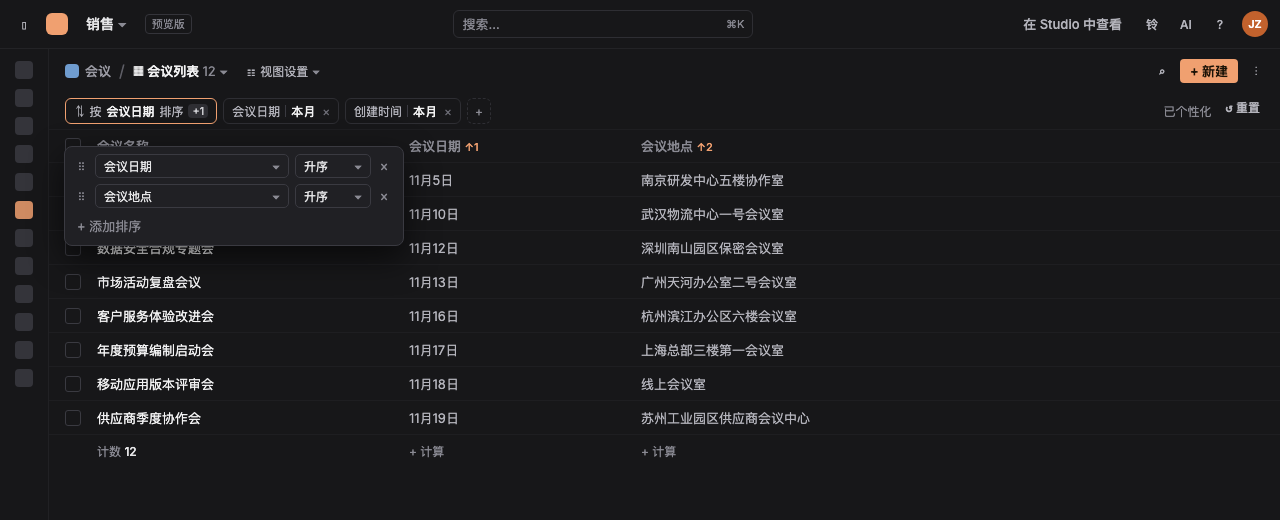 销售 预览版 搜索... ⌘K 在 Studio 中查看 铃 AI ? JZ
会议 / 会议列表 12 视图设置 + 新建
按 会议日期 排序 +1 会议日期 本月 × 创建时间 本月 × + 已个性化 重置
会议名称 会议日期 ↑1 会议地点 ↑2
会议日期 升序 × 11月5日 南京研发中心五楼协作室
会议地点 升序 × 11月10日 武汉物流中心一号会议室
+ 添加排序
数据安全合规专题会 11月12日 深圳南山园区保密会议室
市场活动复盘会议 11月13日 广州天河办公室二号会议室
客户服务体验改进会 11月16日 杭州滨江办公区六楼会议室
年度预算编制启动会 11月17日 上海总部三楼第一会议室
移动应用版本评审会 11月18日 线上会议室
供应商季度协作会 11月19日 苏州工业园区供应商会议中心
计数 12 + 计算 + 计算